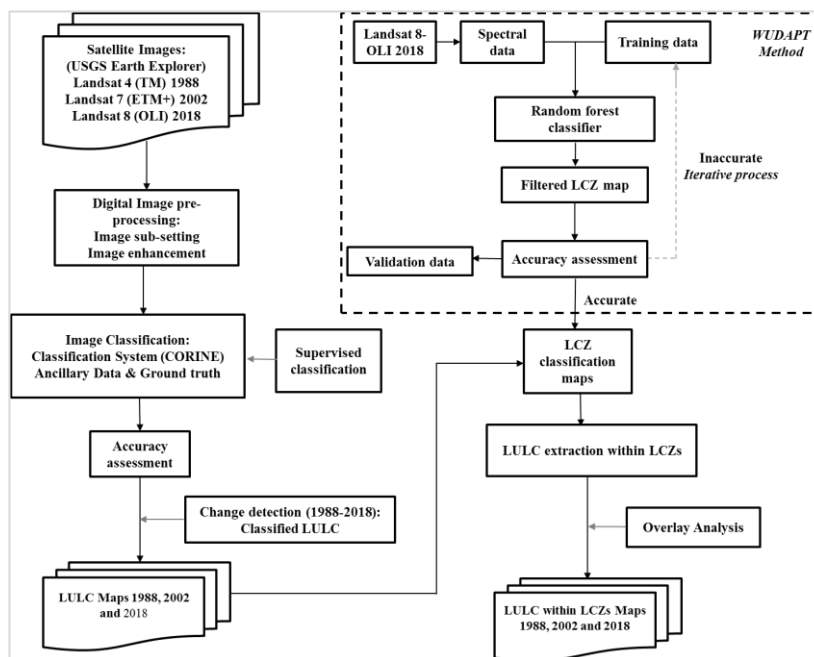 Satellite Images:
(USGS Earth Explorer)
Landsat 4 (TM) 1988
Landsat 7 (ETM+) 2002
Landsat 8 (OLI) 2018
Digital Image pre-
processing:
Image sub-setting
Image enhancement
Image Classification:
Classification System (CORINE)
Ancillary Data & Ground truth
Supervised
classification
Accuracy
assessment
Change detection (1988-2018):
Classified LULC
LULC Maps 1988, 2002
and 2018
Landsat 8-
OLI 2018
Spectral
data
Training data
WUDAPT
Method
Random forest
classifier
Inaccurate
Iterative process
Filtered LCZ map
Validation data
Accuracy assessment
Accurate
LCZ
classification
maps
LULC extraction within LCZs
Overlay Analysis
LULC within LCZs Maps
1988, 2002 and 2018